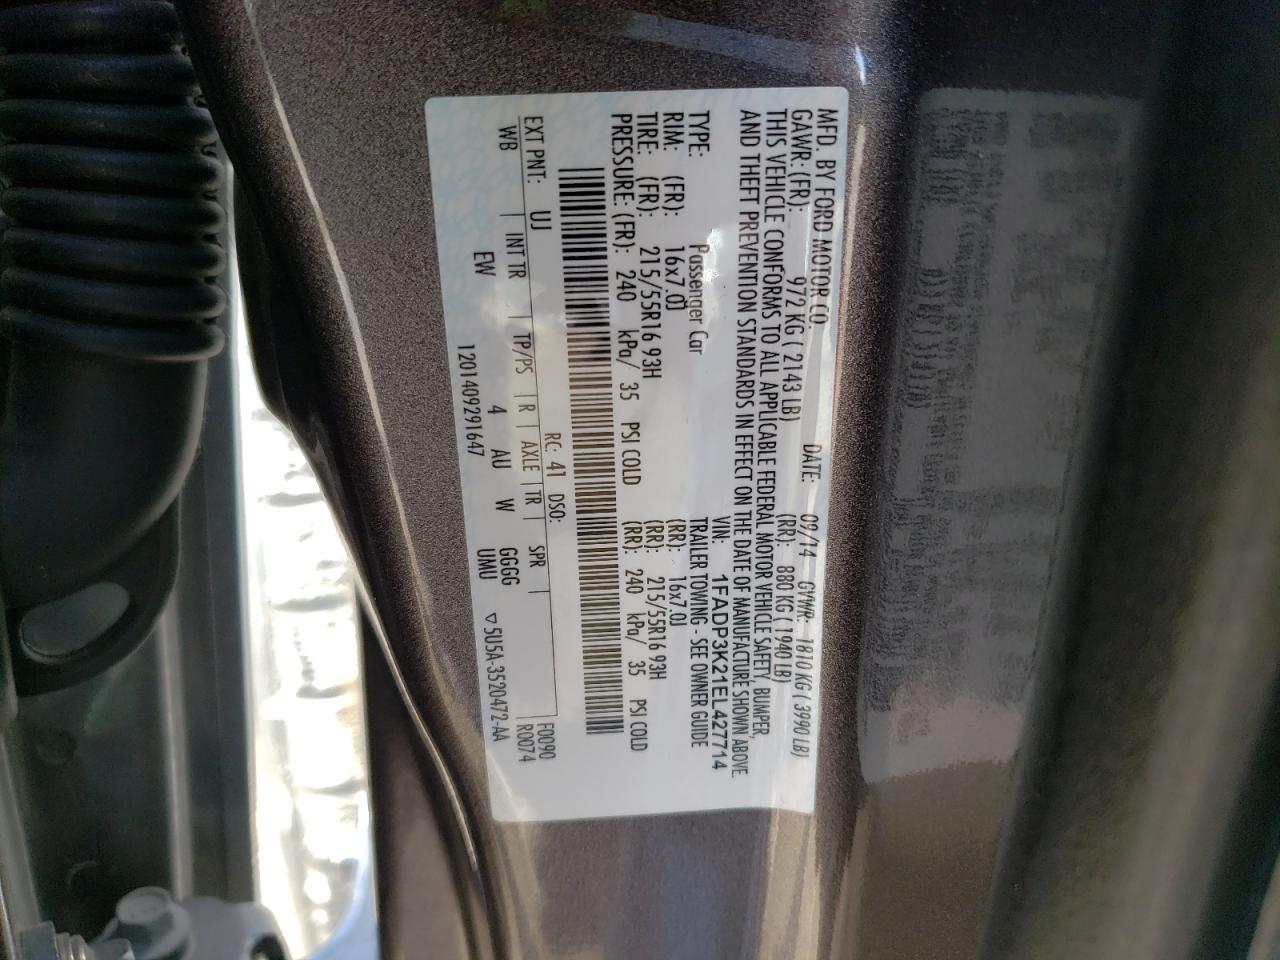 MFD. BY FORD MOTOR CO. DATE: 09/14 GVWR: 1810 KG ( 3990 LB)
GAWR: (FR): 972 KG ( 2143 LB) (RR): 880 KG ( 1940 LB)
THIS VEHICLE CONFORMS TO ALL APPLICABLE FEDERAL MOTOR VEHICLE SAFETY, BUMPER,
AND THEFT PREVENTION STANDARDS IN EFFECT ON THE DATE OF MANUFACTURE SHOWN ABOVE.
VIN: 1FADP3K21EL427714
TYPE: Passenger Car TRAILER TOWING - SEE OWNER GUIDE
RIM: (FR): 16x7.0J (RR): 16x7.0J
TIRE: (FR): 215/55R16 93H (RR): 215/55R16 93H
PRESSURE: (FR): 240 kPa/ 35 PSI COLD (RR): 240 kPa/ 35 PSI COLD
EXT PNT: UJ RC: 41 DSO: F0090
WB INT TR TP/PS R AXLE TR SPR R0074
EW 4 AU W GGGG
120140929 1647 UMU ▽5U5A-3520472-AA